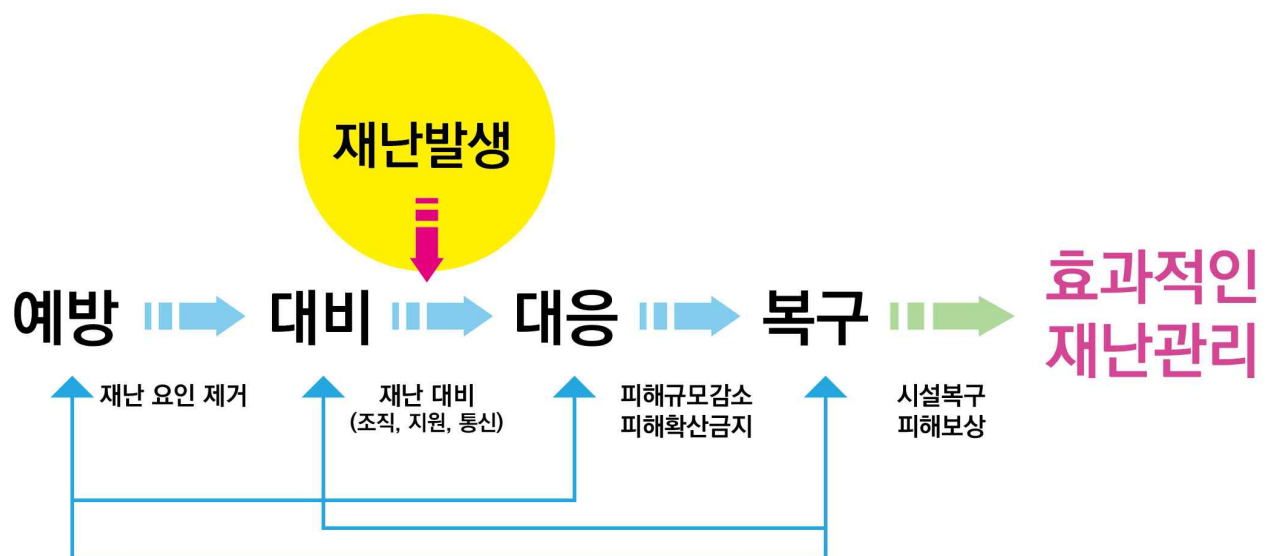 재난발생
예방
대비
대응
복구
효과적인
재난관리
재난 요인 제거
재난 대비
(조직, 지원, 통신)
피해규모감소
피해확산금지
시설복구
피해보상